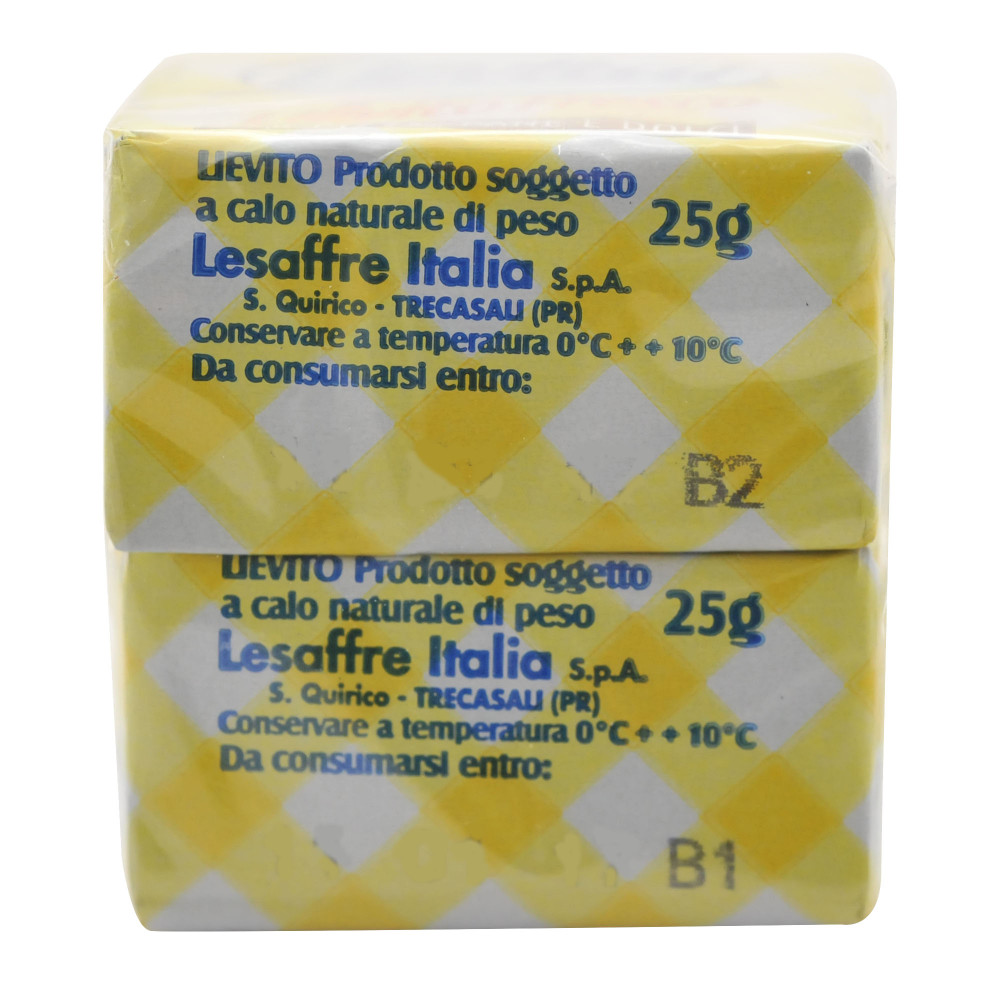 LIEVITO Prodotto soggetto
a calo naturale di peso
25g
Lesaffre Italia S.p.A.
S. Quirico - TRECASALI (PR)
Conservare a temperatura 0°C + + 10°C
Da consumarsi entro:
B2
LIEVITO Prodotto soggetto
a calo naturale di peso
25g
Lesaffre Italia S.p.A.
S. Quirico - TRECASALI (PR)
Conservare a temperatura 0°C + + 10°C
Da consumarsi entro:
B1